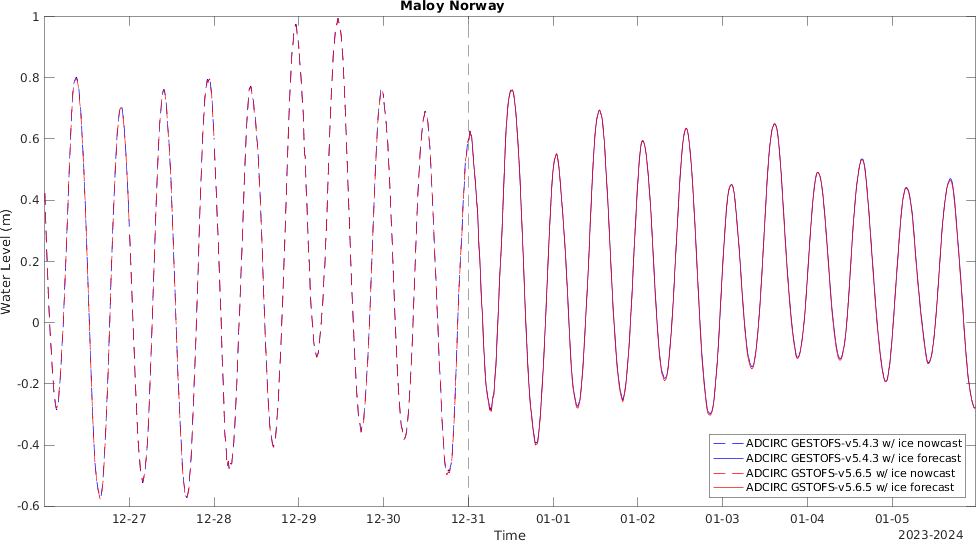 Maloy Norway
1
0.8
0.6
0.4
0.2
0
-0.2
-0.4
-0.6
Water Level (m)
12-27 12-28 12-29 12-30 12-31 01-01 01-02 01-03 01-04 01-05
Time
2023-2024
ADCIRC GESTOFS-v5.4.3 w/ ice nowcast
ADCIRC GESTOFS-v5.4.3 w/ ice forecast
ADCIRC GSTOFS-v5.6.5 w/ ice nowcast
ADCIRC GSTOFS-v5.6.5 w/ ice forecast